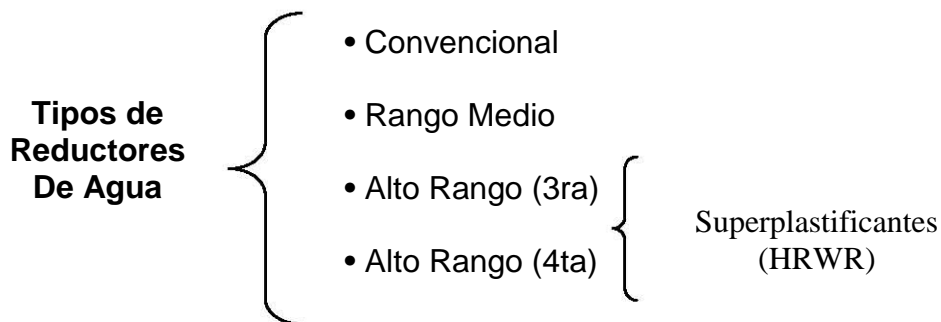 Tipos de
Reductores
De Agua
• Convencional
• Rango Medio
• Alto Rango (3ra)
• Alto Rango (4ta)
Superplastificantes
(HRWR)